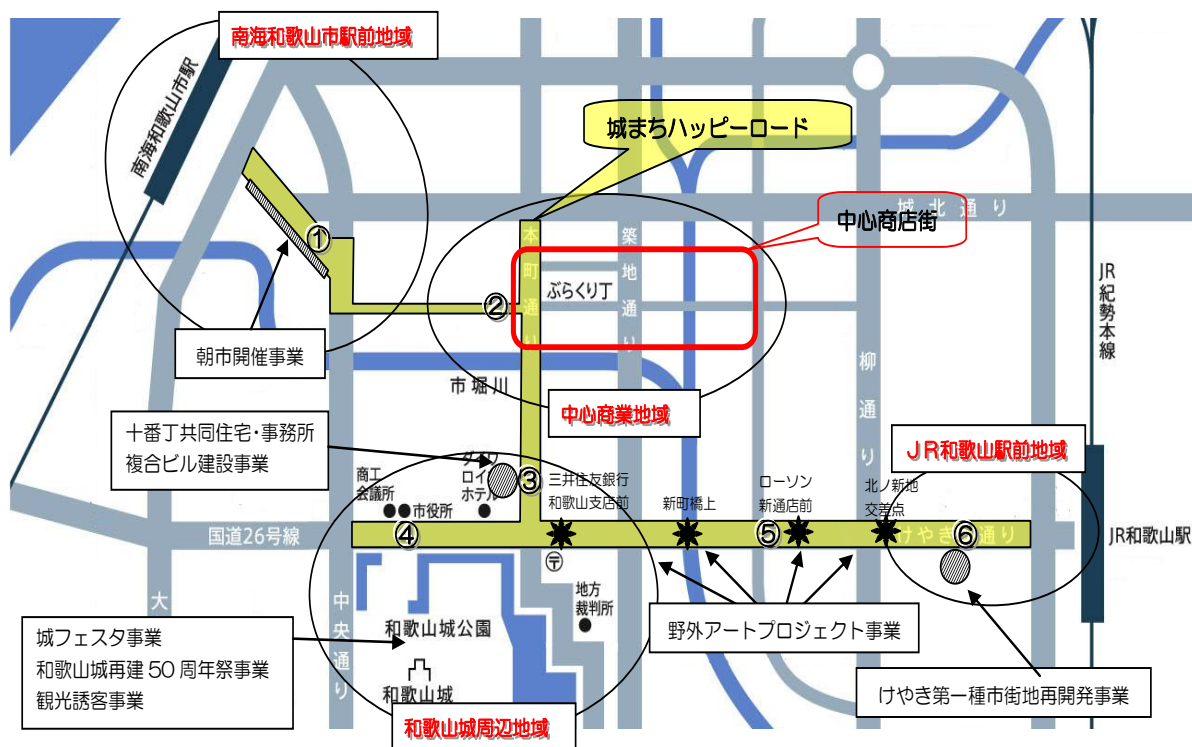 南海和歌山市駅前地域
南海和歌山市駅
城まちハッピーロード
中心商店街
城北通り
本町通り
築地通り
ぶらくり丁
①
②
朝市開催事業
市堀川
中心商業地域
柳通り
JR紀勢本線
十番丁共同住宅・事務所
複合ビル建設事業
JR和歌山駅前地域
商工
会議所
市役所
ダイワ
ロイネ
ホテル
③
三井住友銀行
和歌山支店前
新町橋上
ローソン
新通店前
北ノ新地
交差点
国道26号線
④
⑤
⑥
けやき通り
JR和歌山駅
〒
大
中央通り
地方
裁判所
和歌山城公園
和歌山城
野外アートプロジェクト事業
城フェスタ事業
和歌山城再建50周年祭事業
観光誘客事業
けやき第一種市街地再開発事業
和歌山城周辺地域